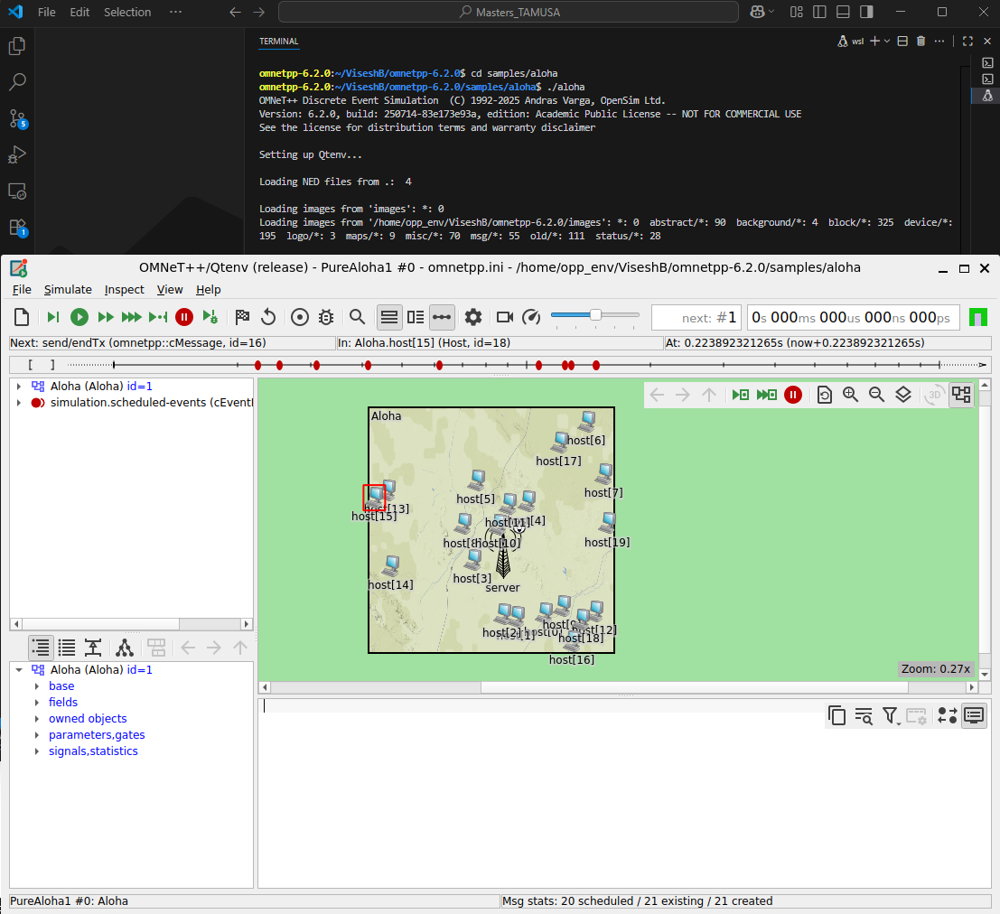 File Edit Selection ··· Masters_TAMUSA
TERMINAL
wsl
omnetpp-6.2.0:~/ViseshB/omnetpp-6.2.0$ cd samples/aloha
omnetpp-6.2.0:~/ViseshB/omnetpp-6.2.0/samples/aloha$ ./aloha
OMNeT++ Discrete Event Simulation (C) 1992-2025 Andras Varga, OpenSim Ltd.
Version: 6.2.0, build: 250714-83e173e93a, edition: Academic Public License -- NOT FOR COMMERCIAL USE
See the license for distribution terms and warranty disclaimer
Setting up Qtenv...
Loading NED files from .: 4
Loading images from 'images': *: 0
Loading images from '/home/opp_env/ViseshB/omnetpp-6.2.0/images': *: 0 abstract/*: 90 background/*: 4 block/*: 325 device/*:
195 logo/*: 3 maps/*: 9 misc/*: 70 msg/*: 55 old/*: 111 status/*: 28
5
1
OMNeT++/Qtenv (release) - PureAloha1 #0 - omnetpp.ini - /home/opp_env/ViseshB/omnetpp-6.2.0/samples/aloha
File Simulate Inspect View Help
next: #1 0s 000ms 000us 000ns 000ps
Next: send/endTx (omnetpp::cMessage, id=16) In: Aloha.host[15] (Host, id=18) At: 0.223892321265s (now+0.223892321265s)
[ ]
Aloha (Aloha) id=1
simulation.scheduled-events (cEventH
3D
Aloha
host[6]
host[17]
host[7]
host[5]
host[13]
host[15]
host[11]
host[4]
host[8]
host[10]
host[19]
host[3]
host[14]
server
host[9]
host[2]
host[1]
host[0]
host[12]
host[18]
host[16]
Zoom: 0.27x
Aloha (Aloha) id=1
base
fields
owned objects
parameters,gates
signals,statistics
PureAloha1 #0: Aloha Msg stats: 20 scheduled / 21 existing / 21 created